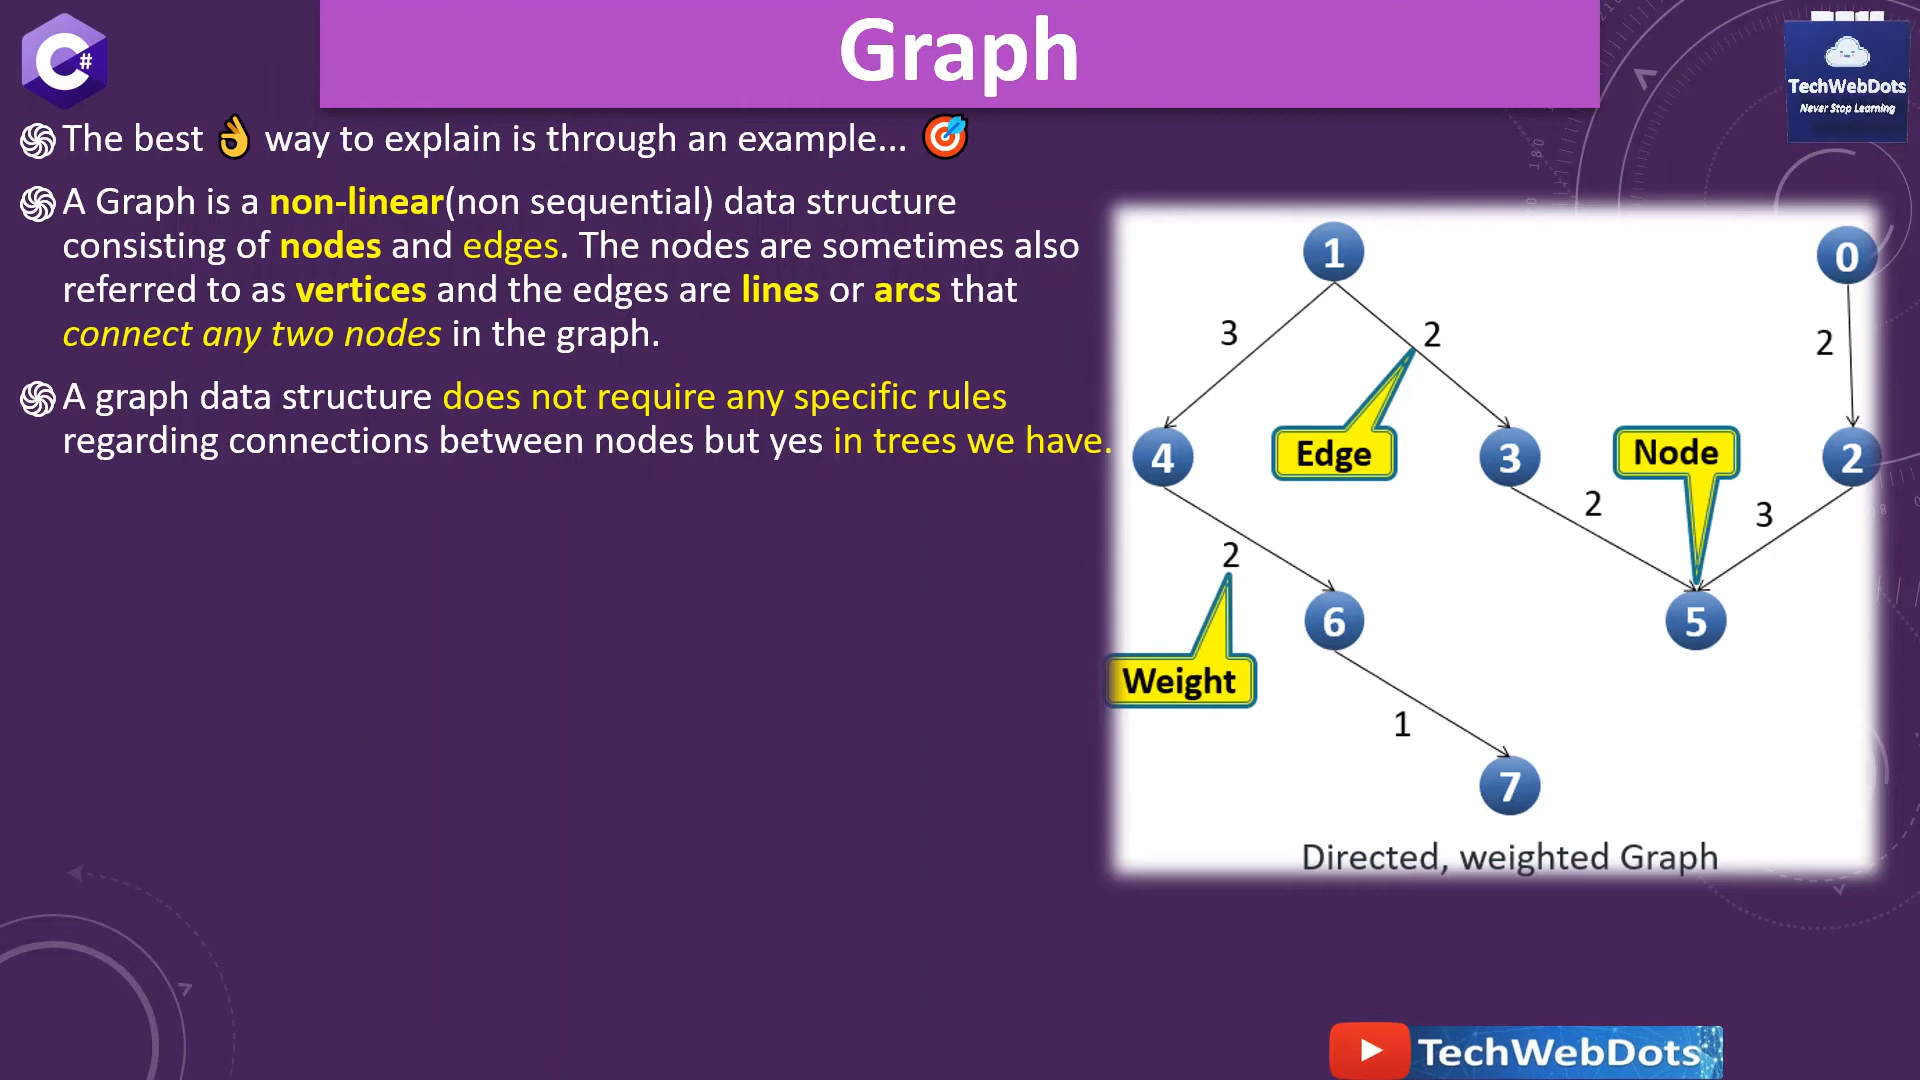 Graph
C#
TechWebDots
Never Stop Learning
The best 👌 way to explain is through an example... 🎯
A Graph is a non-linear(non sequential) data structure
consisting of nodes and edges. The nodes are sometimes also
referred to as vertices and the edges are lines or arcs that
connect any two nodes in the graph.
A graph data structure does not require any specific rules
regarding connections between nodes but yes in trees we have.
1
0
3
2
2
4
Edge
3
Node
2
2
3
2
6
5
Weight
1
7
Directed, weighted Graph
TechWebDots